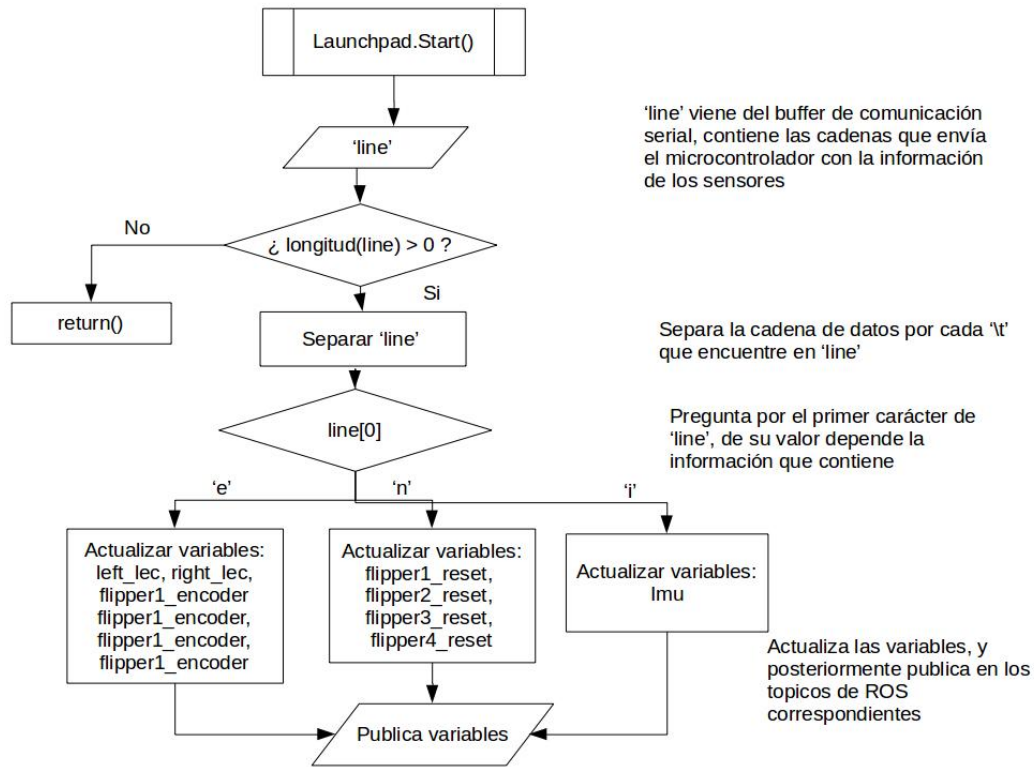 Launchpad.Start()
'line'
‘line’ viene del buffer de comunicación
serial, contiene las cadenas que envía
el microcontrolador con la información
de los sensores
¿ longitud(line) > 0 ?
No
Si
return()
Separar ‘line’
Separa la cadena de datos por cada ‘\t’
que encuentre en ‘line’
line[0]
Pregunta por el primer carácter de
‘line’, de su valor depende la
información que contiene
‘e’
‘n’
‘i’
Actualizar variables:
left_lec, right_lec,
flipper1_encoder
flipper1_encoder,
flipper1_encoder,
flipper1_encoder
Actualizar variables:
flipper1_reset,
flipper2_reset,
flipper3_reset,
flipper4_reset
Actualizar variables:
Imu
Actualiza las variables, y
posteriormente publica en los
topicos de ROS
correspondientes
Publica variables